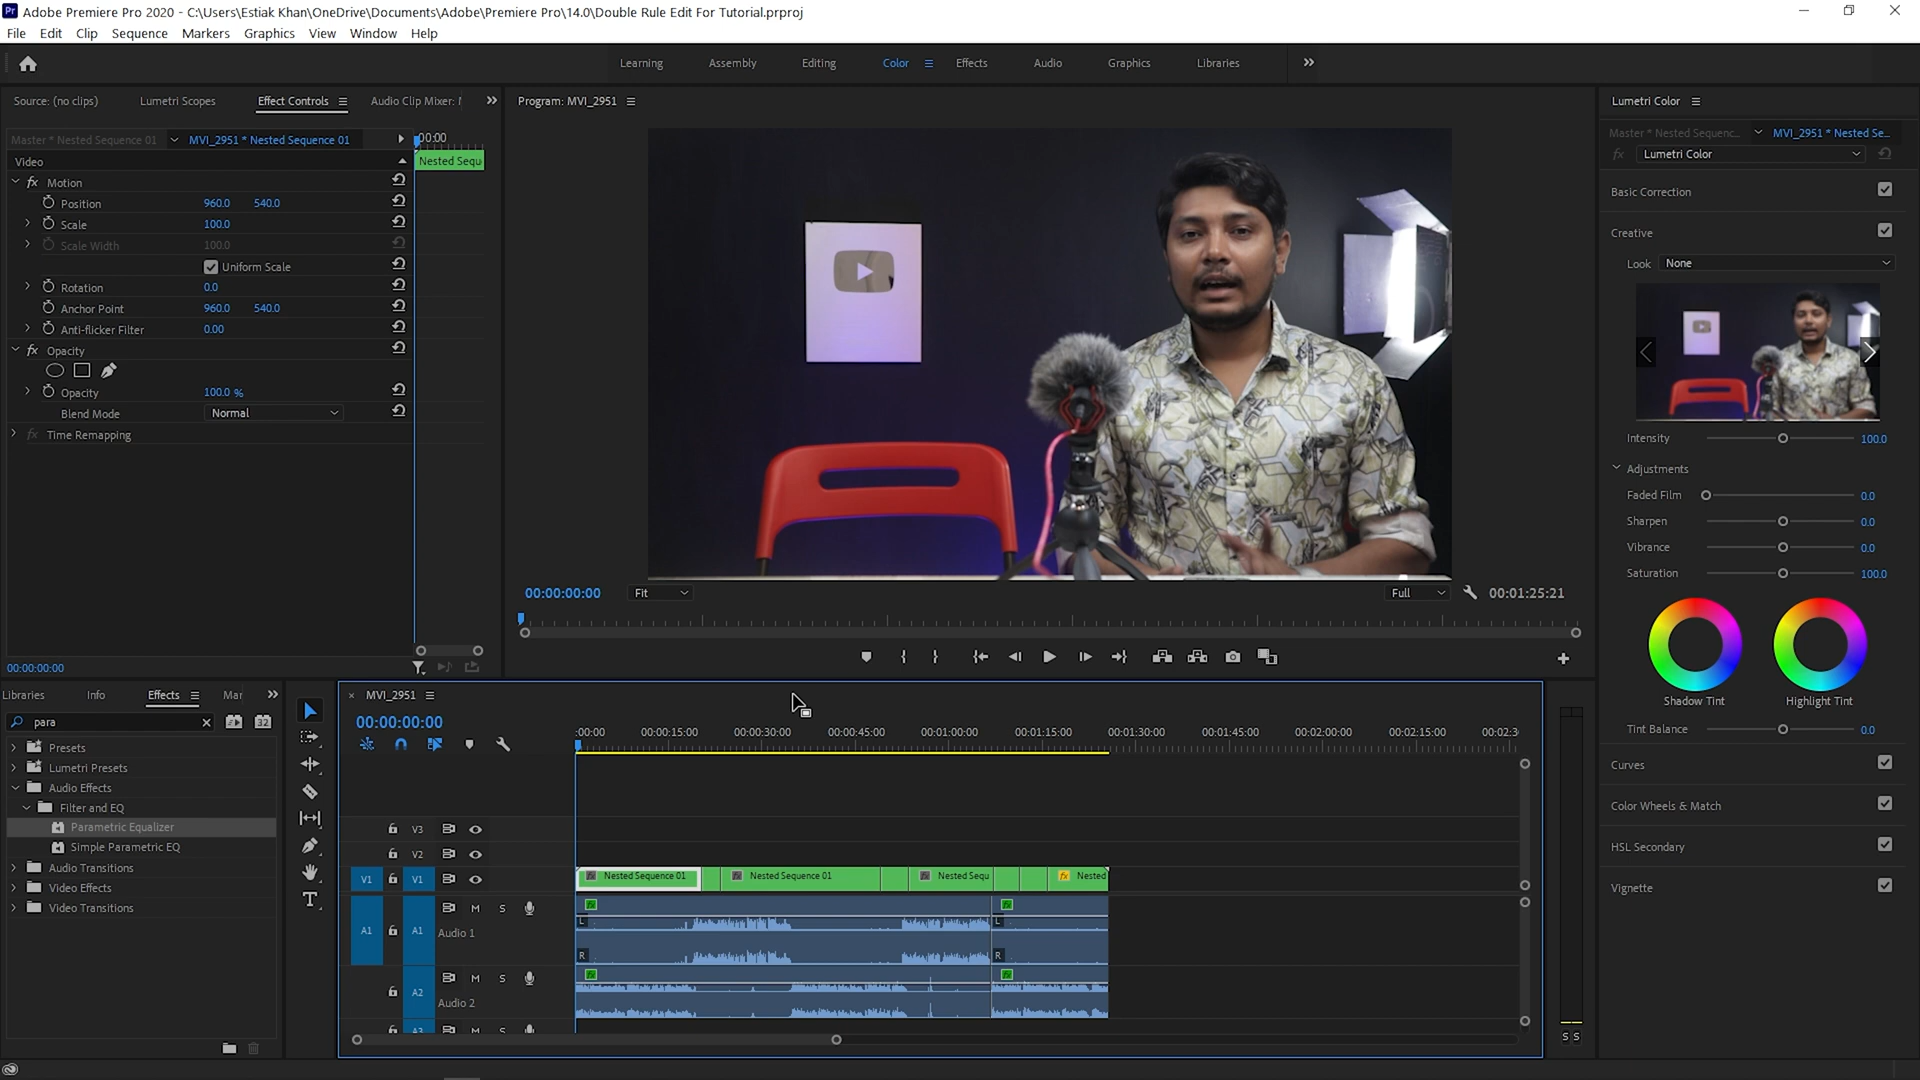 Adobe Premiere Pro 2020 - C:\Users\Estiak Khan\OneDrive\Documents\Adobe\Premiere Pro\14.0\Double Rule Edit For Tutorial.prproj
File Edit Clip Sequence Markers Graphics View Window Help
Learning Assembly Editing Color Effects Audio Graphics Libraries
Source: (no clips) Lumetri Scopes Effect Controls Audio Clip Mixer:
Master * Nested Sequence 01 MVI_2951 * Nested Sequence 01
:00:00
Video
Nested Sequ
fx Motion
Position 960.0 540.0
Scale 100.0
Scale Width 100.0
Uniform Scale
Rotation 0.0
Anchor Point 960.0 540.0
Anti-flicker Filter 0.00
fx Opacity
Opacity 100.0 %
Blend Mode Normal
fx Time Remapping
00:00:00:00
Program: MVI_2951
00:00:00:00 Fit Full 00:01:25:21
Lumetri Color
Master * Nested Sequenc... MVI_2951 * Nested Se...
fx Lumetri Color
Basic Correction
Creative
Look None
Intensity 100.0
Adjustments
Faded Film 0.0
Sharpen 0.0
Vibrance 0.0
Saturation 100.0
Shadow Tint Highlight Tint
Tint Balance 0.0
Curves
Color Wheels & Match
HSL Secondary
Vignette
Libraries Info Effects Mar
para
32
Presets
Lumetri Presets
Audio Effects
Filter and EQ
Parametric Equalizer
Simple Parametric EQ
Audio Transitions
Video Effects
Video Transitions
MVI_2951
00:00:00:00
:00:00 00:00:15:00 00:00:30:00 00:00:45:00 00:01:00:00 00:01:15:00 00:01:30:00 00:01:45:00 00:02:00:00 00:02:15:00 00:02:3
V3
V2
V1 V1
Nested Sequence 01 Nested Sequence 01 Nested Sequ Nested
A1 A1 M S
Audio 1
L R L R
A2 M S
Audio 2
A3 M S
S S